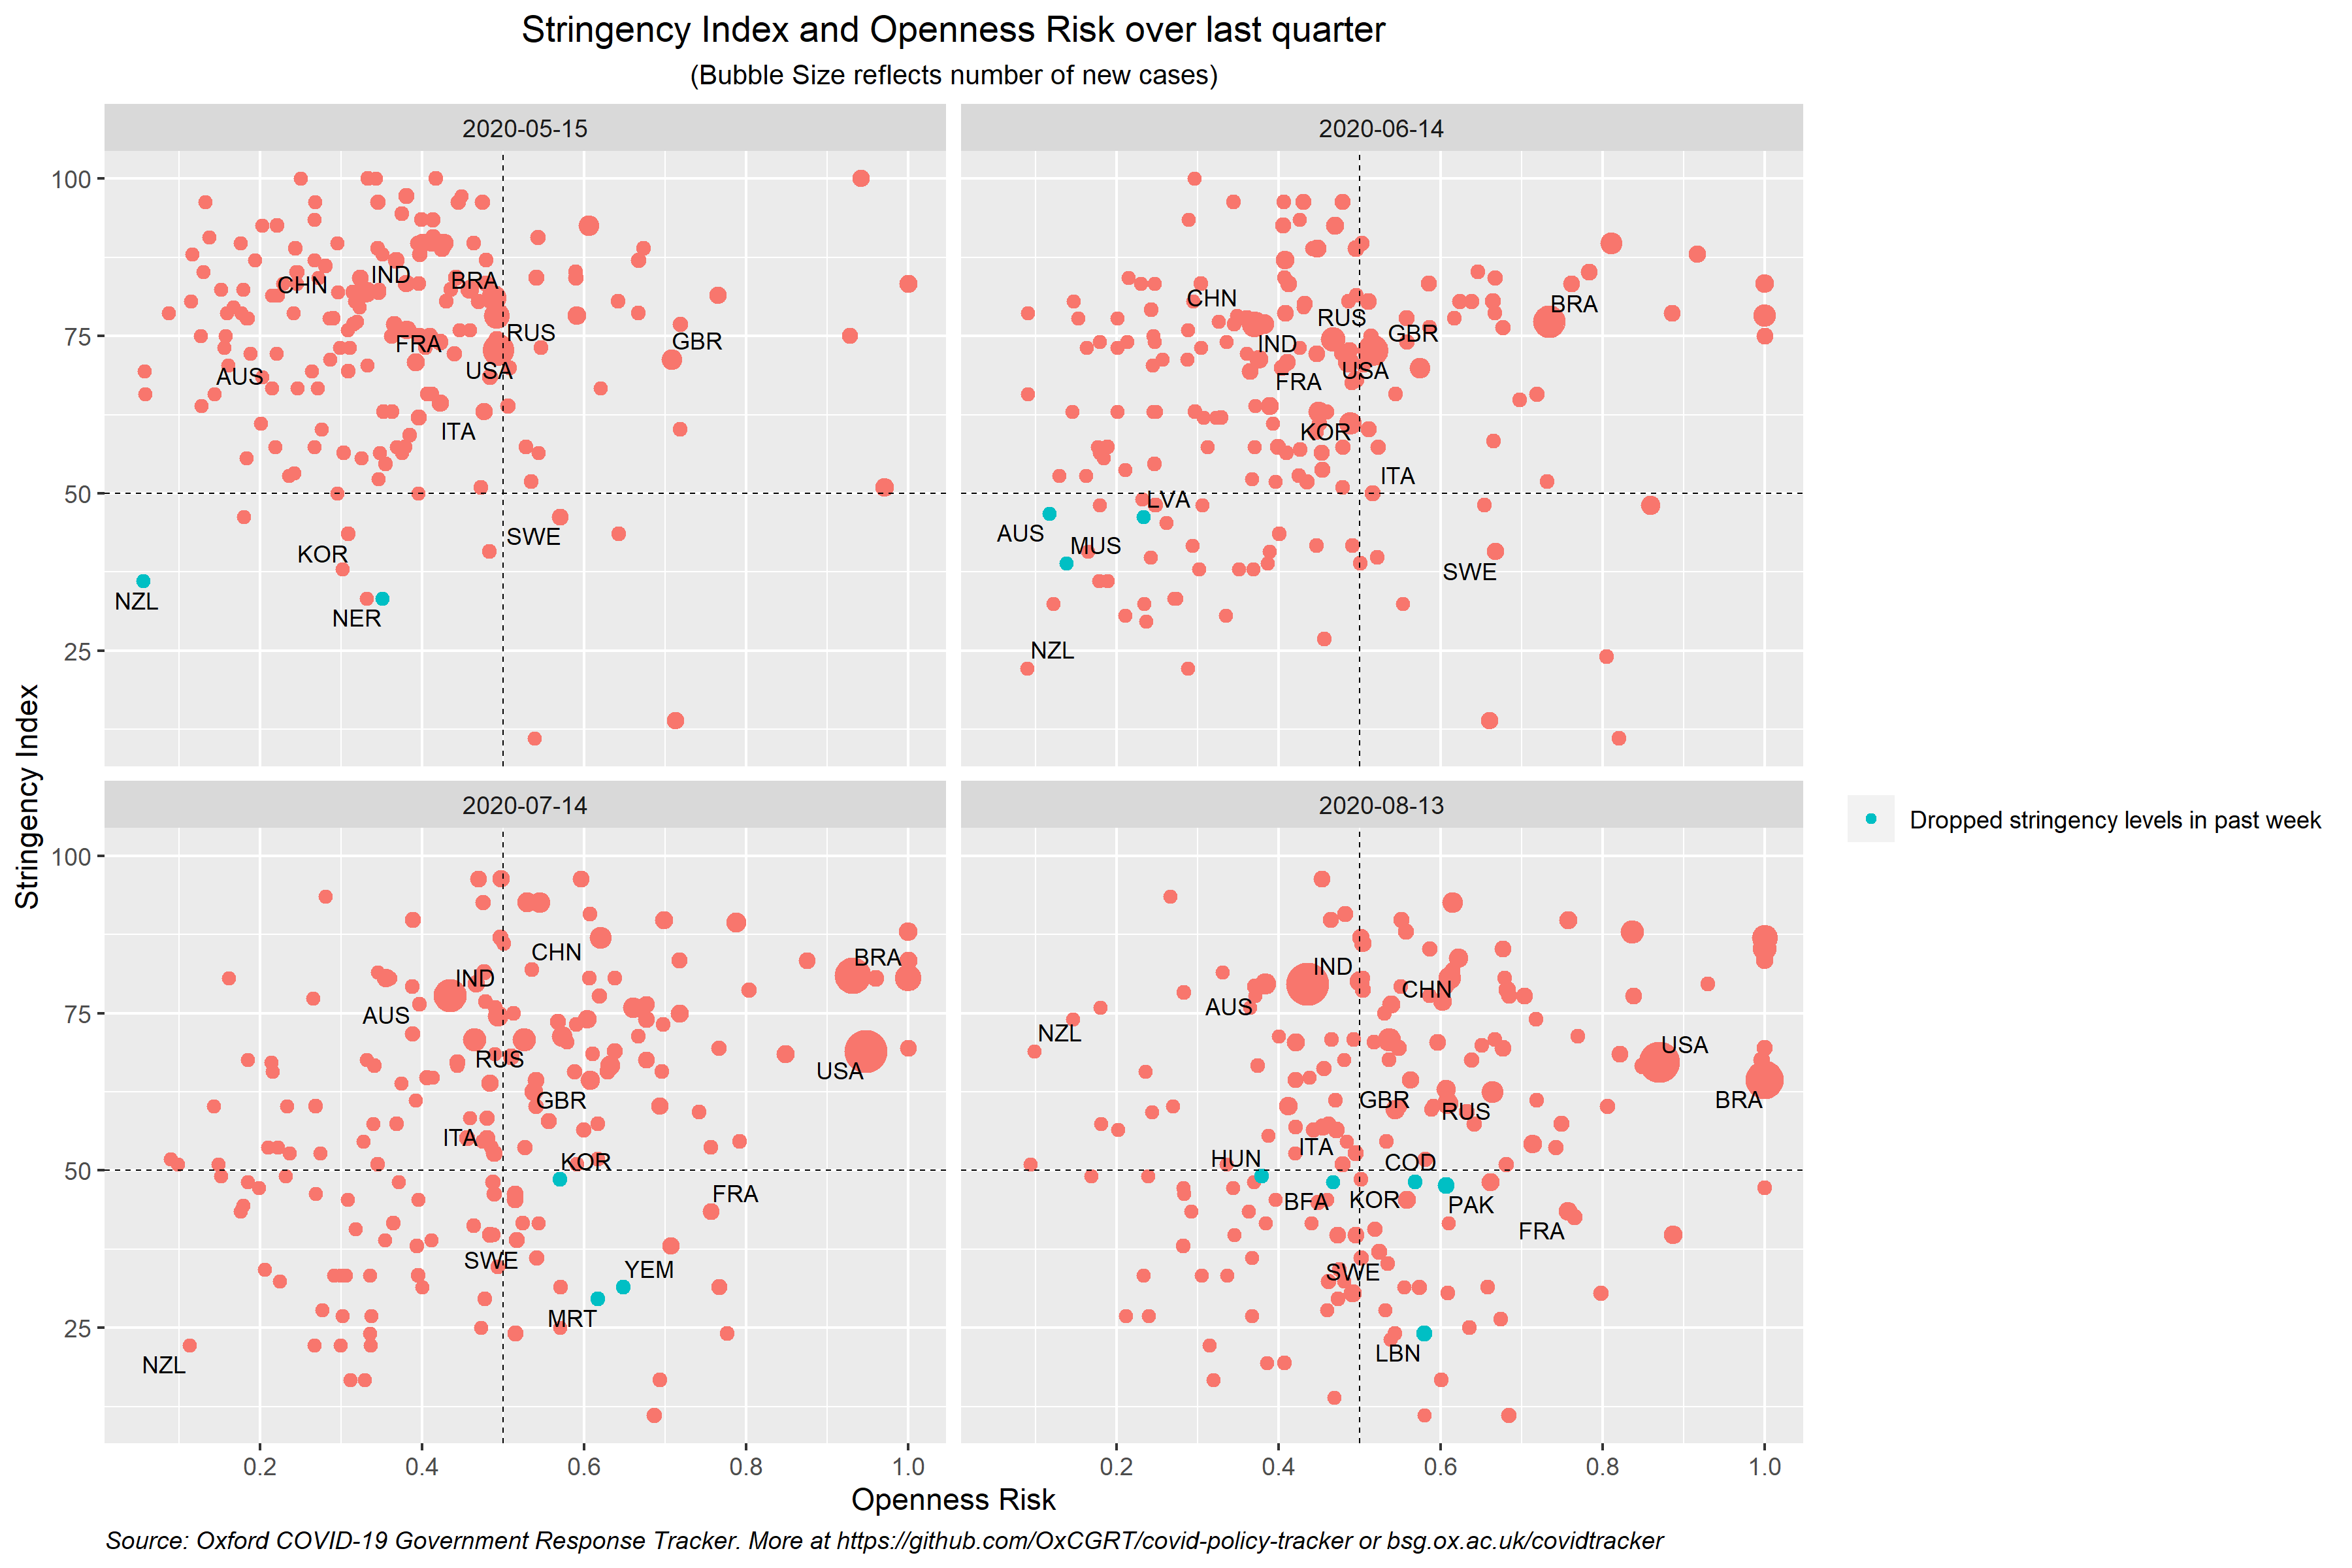 Stringency Index and Openness Risk over last quarter
(Bubble Size reflects number of new cases)
2020-05-15
2020-06-14
Stringency Index
100
75
50
25
CHN
IND
BRA
RUS
GBR
FRA
USA
AUS
ITA
SWE
KOR
NZL
NER
CHN
BRA
RUS
GBR
IND
USA
FRA
KOR
ITA
LVA
AUS
MUS
SWE
NZL
2020-07-14
2020-08-13
Dropped stringency levels in past week
100
75
50
25
CHN
BRA
IND
AUS
RUS
USA
GBR
ITA
KOR
FRA
SWE
YEM
MRT
NZL
IND
CHN
AUS
NZL
USA
GBR
BRA
RUS
ITA
HUN
COD
BFA
KOR
PAK
FRA
SWE
LBN
0.2 0.4 0.6 0.8 1.0
0.2 0.4 0.6 0.8 1.0
Openness Risk
Source: Oxford COVID-19 Government Response Tracker. More at https://github.com/OxCGRT/covid-policy-tracker or bsg.ox.ac.uk/covidtracker